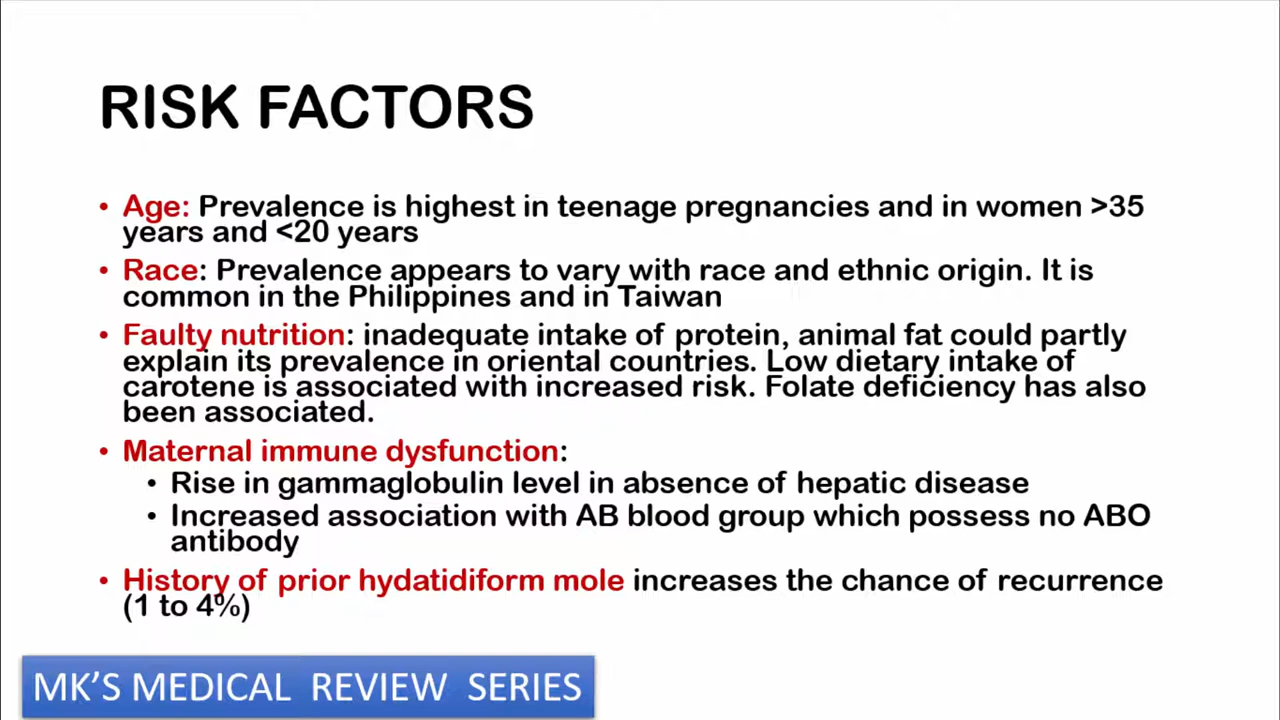 RISK FACTORS
• Age: Prevalence is highest in teenage pregnancies and in women >35
years and <20 years
• Race: Prevalence appears to vary with race and ethnic origin. It is
common in the Philippines and in Taiwan
• Faulty nutrition: inadequate intake of protein, animal fat could partly
explain its prevalence in oriental countries. Low dietary intake of
carotene is associated with increased risk. Folate deficiency has also
been associated.
• Maternal immune dysfunction:
• Rise in gammaglobulin level in absence of hepatic disease
• Increased association with AB blood group which possess no ABO
antibody
• History of prior hydatidiform mole increases the chance of recurrence
(1 to 4%)
MK'S MEDICAL REVIEW SERIES